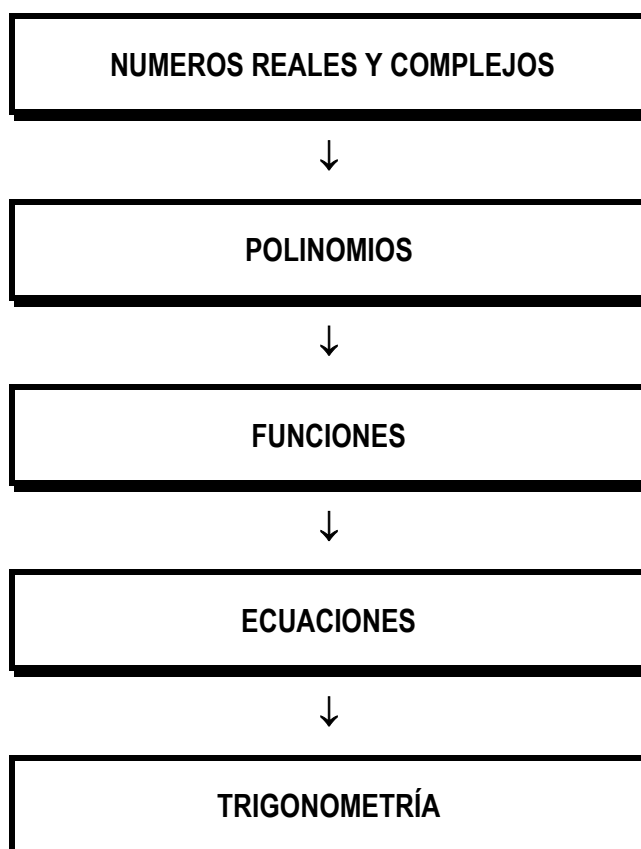 NUMEROS REALES Y COMPLEJOS
↓
POLINOMIOS
↓
FUNCIONES
↓
ECUACIONES
↓
TRIGONOMETRÍA